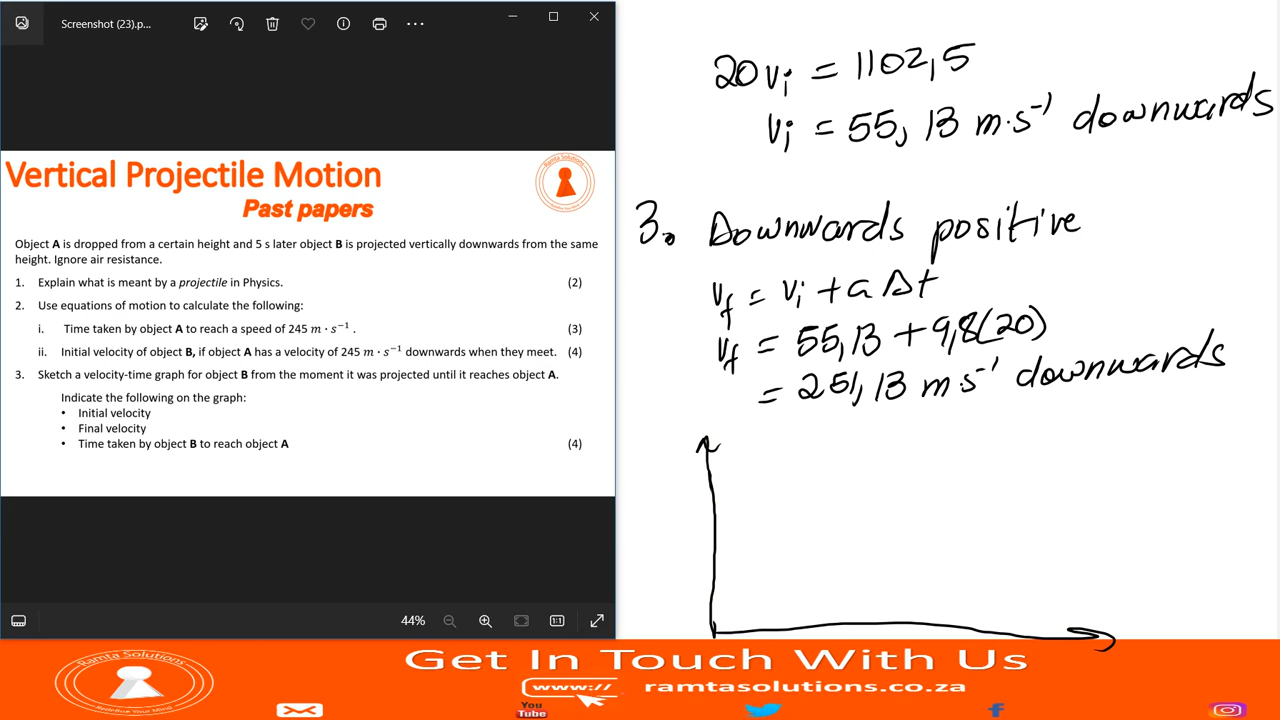 Screenshot (23).p...
Vertical Projectile Motion
Past papers
Object A is dropped from a certain height and 5 s later object B is projected vertically downwards from the same
height. Ignore air resistance.
1. Explain what is meant by a projectile in Physics. (2)
2. Use equations of motion to calculate the following:
i. Time taken by object A to reach a speed of 245 m · s⁻¹ . (3)
ii. Initial velocity of object B, if object A has a velocity of 245 m · s⁻¹ downwards when they meet. (4)
3. Sketch a velocity-time graph for object B from the moment it was projected until it reaches object A.
Indicate the following on the graph:
• Initial velocity
• Final velocity
• Time taken by object B to reach object A (4)
44%
1:1
20vᵢ = 1102,5
vᵢ = 55,13 m·s⁻¹ downwards
3. Downwards positive
v_f = vᵢ + aΔt
v_f = 55,13 + 9,8(20)
= 251,13 m·s⁻¹ downwards
Ramta Solutions
Redefine Your Mind
Get In Touch With Us
www://
ramtasolutions.co.za
You
Tube